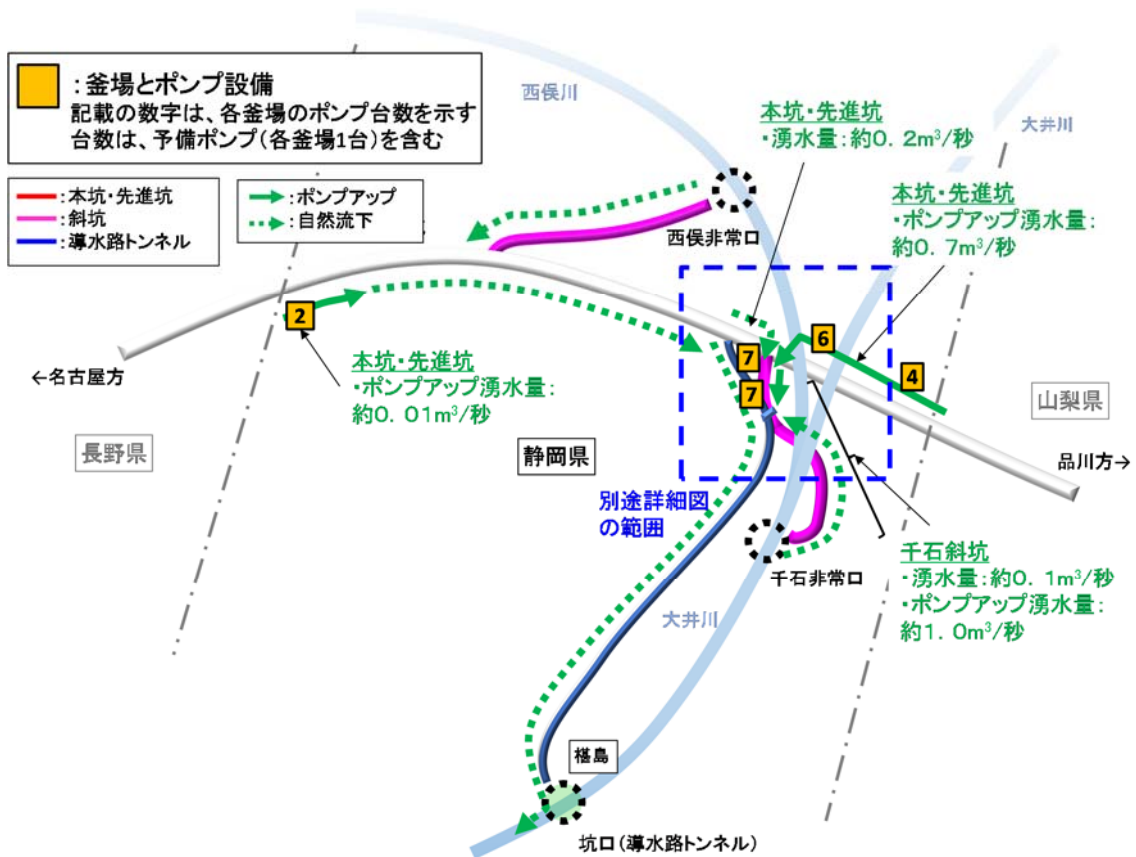 ：釜場とポンプ設備
記載の数字は、各釜場のポンプ台数を示す
台数は、予備ポンプ（各釜場1台）を含む
：本坑・先進坑
：斜坑
：導水路トンネル
：ポンプアップ
：自然流下
西俣川
大井川
本坑・先進坑
・湧水量：約0．2m³/秒
本坑・先進坑
・ポンプアップ湧水量：
約0．7m³/秒
西俣非常口
2
6
7
4
7
本坑・先進坑
・ポンプアップ湧水量：
約0．01m³/秒
←名古屋方
長野県
静岡県
山梨県
品川方→
別途詳細図
の範囲
千石非常口
千石斜坑
・湧水量：約0．1m³/秒
・ポンプアップ湧水量：
約1．0m³/秒
大井川
椹島
坑口（導水路トンネル）